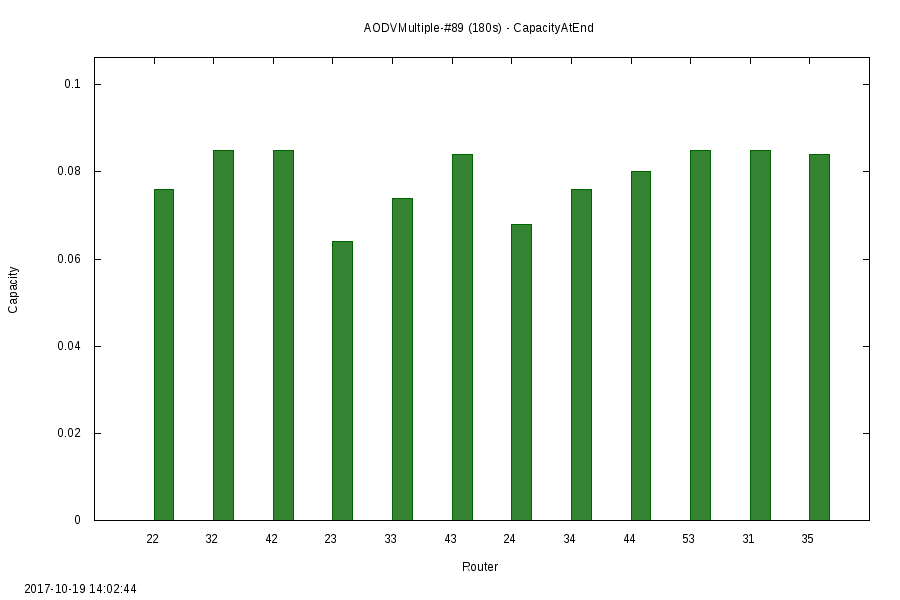 AODVMultiple-#89 (180s) - CapacityAtEnd
0.1
0.08
0.06
0.04
0.02
0
Capacity
22 32 42 23 33 43 24 34 44 53 31 35
Router
2017-10-19 14:02:44